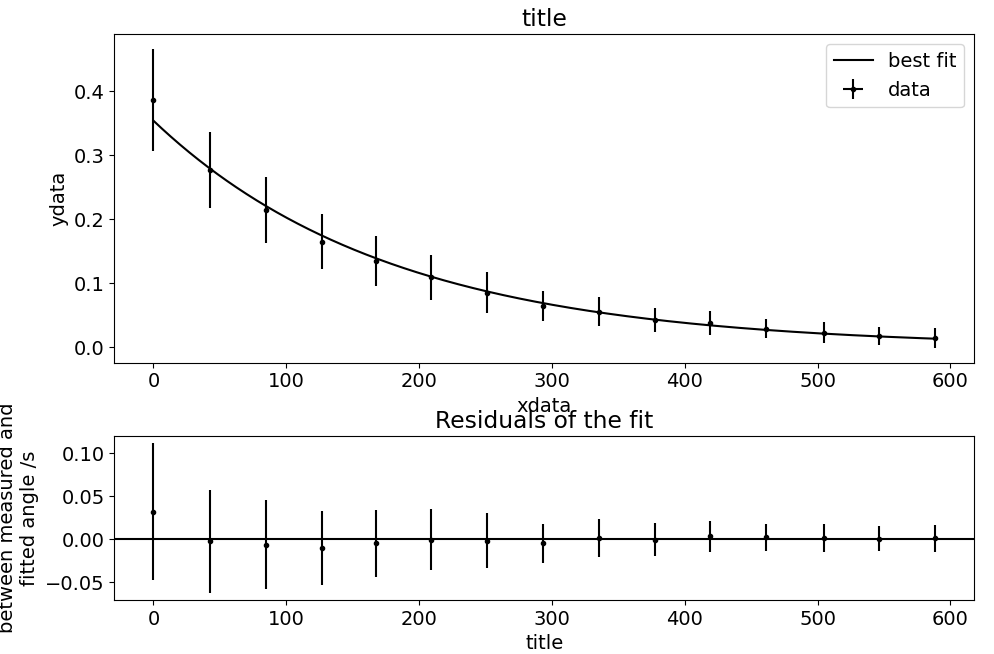 title
best fit
data
ydata
0.4
0.3
0.2
0.1
0.0
0 100 200 300 400 500 600
xdata
Residuals of the fit
between measured and
fitted angle /s
0.10
0.05
0.00
−0.05
0 100 200 300 400 500 600
title